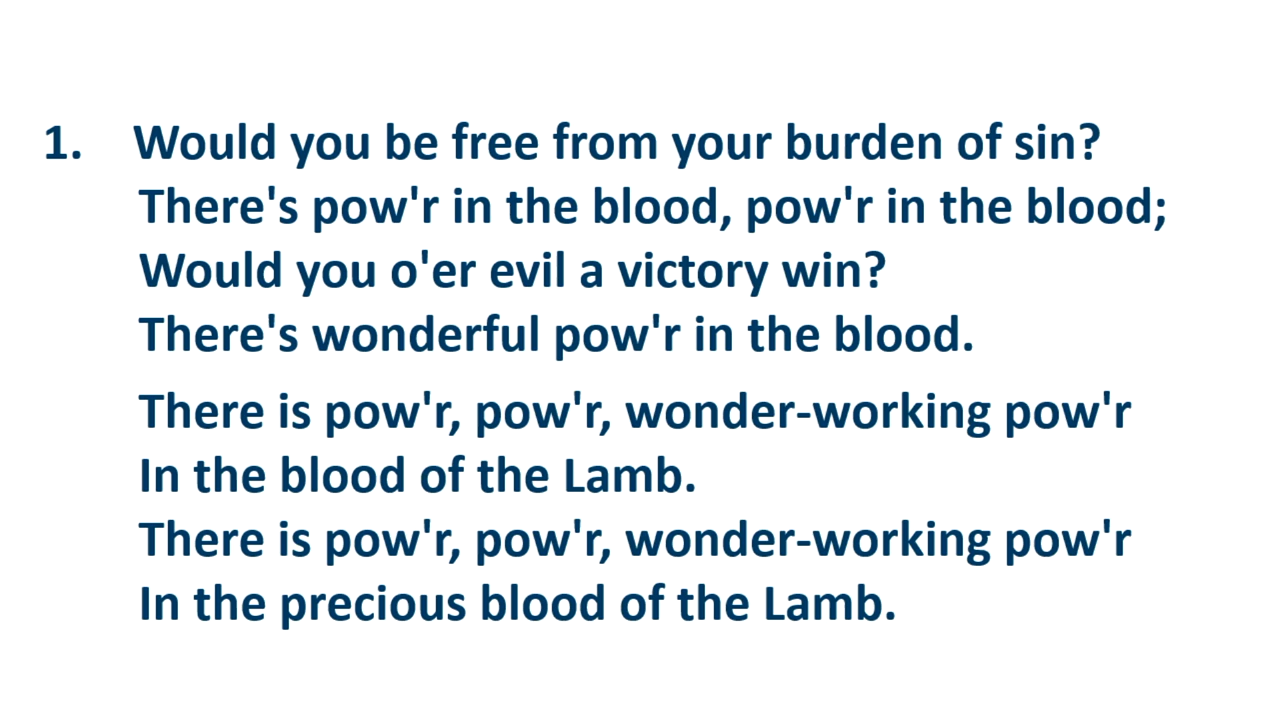 1. Would you be free from your burden of sin?
There's pow'r in the blood, pow'r in the blood;
Would you o'er evil a victory win?
There's wonderful pow'r in the blood.
There is pow'r, pow'r, wonder-working pow'r
In the blood of the Lamb.
There is pow'r, pow'r, wonder-working pow'r
In the precious blood of the Lamb.